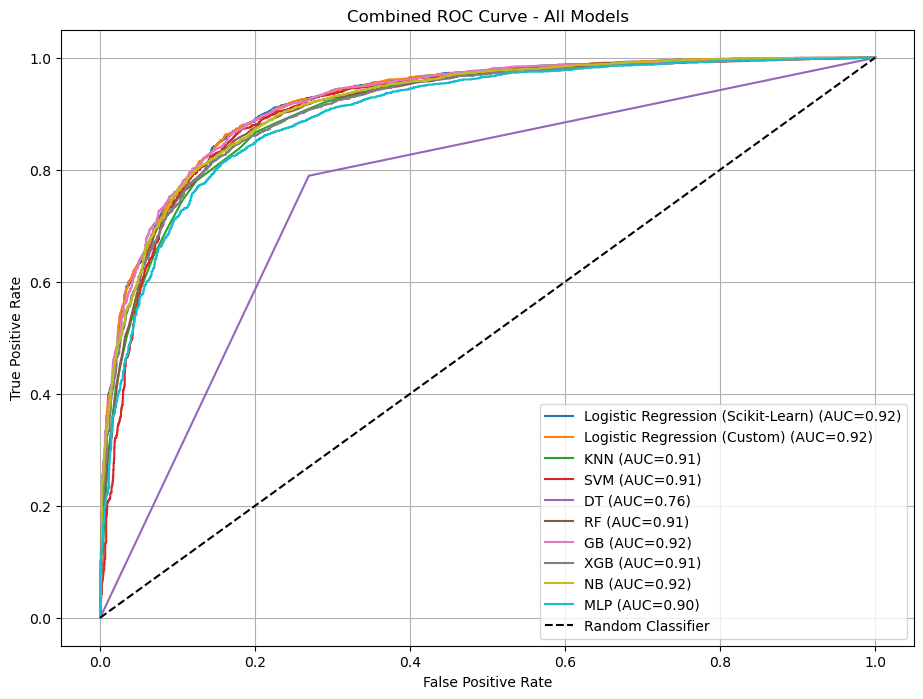 Combined ROC Curve - All Models
True Positive Rate
1.0
0.8
0.6
0.4
0.2
0.0
Logistic Regression (Scikit-Learn) (AUC=0.92)
Logistic Regression (Custom) (AUC=0.92)
KNN (AUC=0.91)
SVM (AUC=0.91)
DT (AUC=0.76)
RF (AUC=0.91)
GB (AUC=0.92)
XGB (AUC=0.91)
NB (AUC=0.92)
MLP (AUC=0.90)
Random Classifier
0.0 0.2 0.4 0.6 0.8 1.0
False Positive Rate